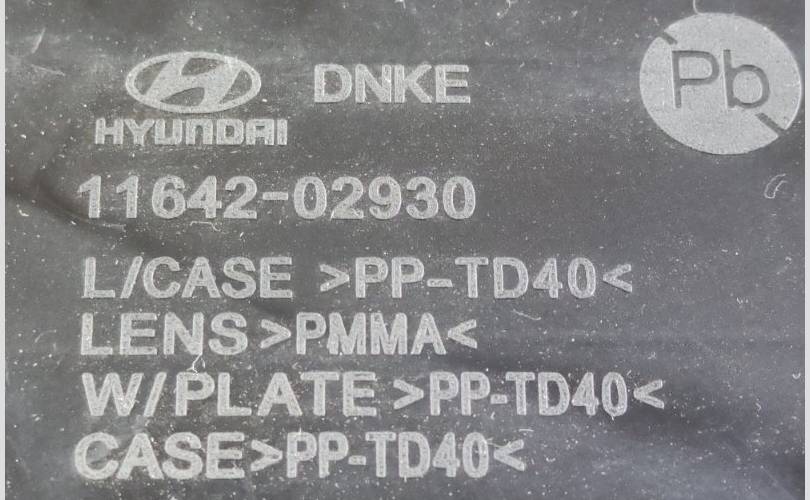 DNKE
Pb
HYUNDAI
11642-02930
L/CASE >PP-TD40<
LENS>PMMA<
W/PLATE >PP-TD40<
CASE>PP-TD40<